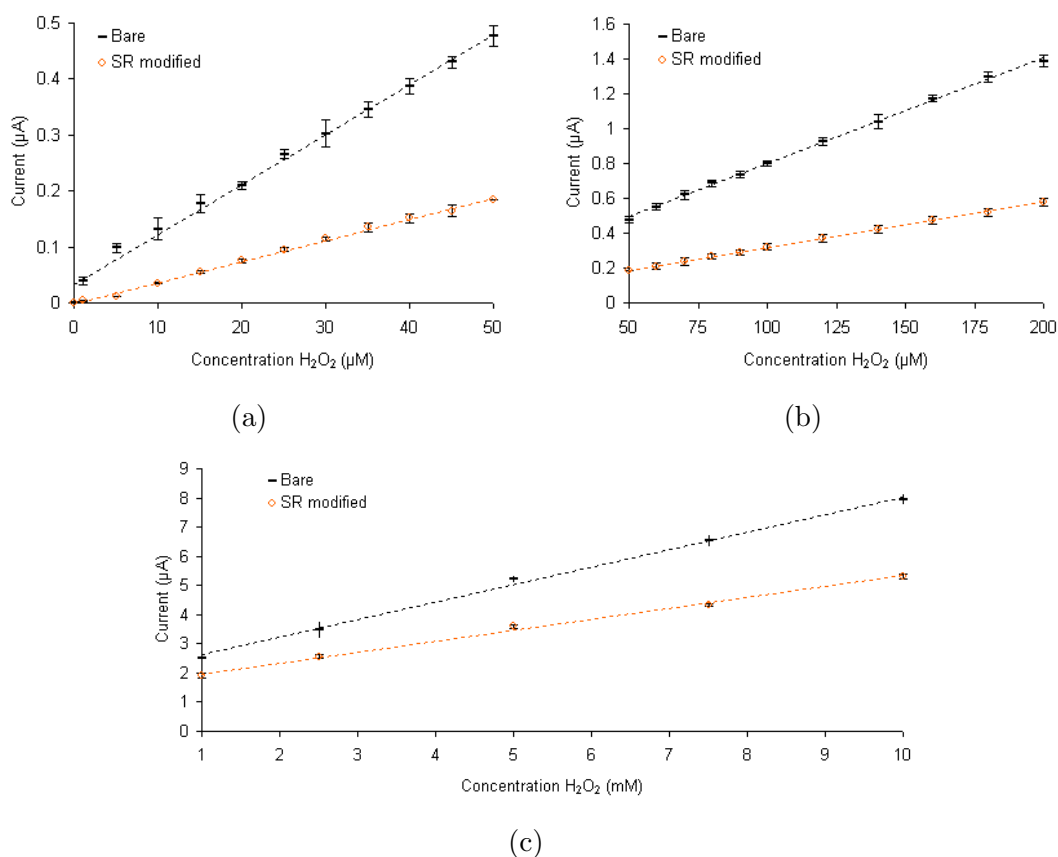 0.5
0.4
0.3
0.2
0.1
0
Current (µA)
Bare
SR modified
0 10 20 30 40 50
Concentration H₂O₂ (µM)
(a)
1.6
1.4
1.2
1.0
0.8
0.6
0.4
0.2
0
Current (µA)
Bare
SR modified
50 75 100 125 150 175 200
Concentration H₂O₂ (µM)
(b)
9
8
7
6
5
4
3
2
1
0
Current (µA)
Bare
SR modified
1 2 3 4 5 6 7 8 9 10
Concentration H₂O₂ (mM)
(c)